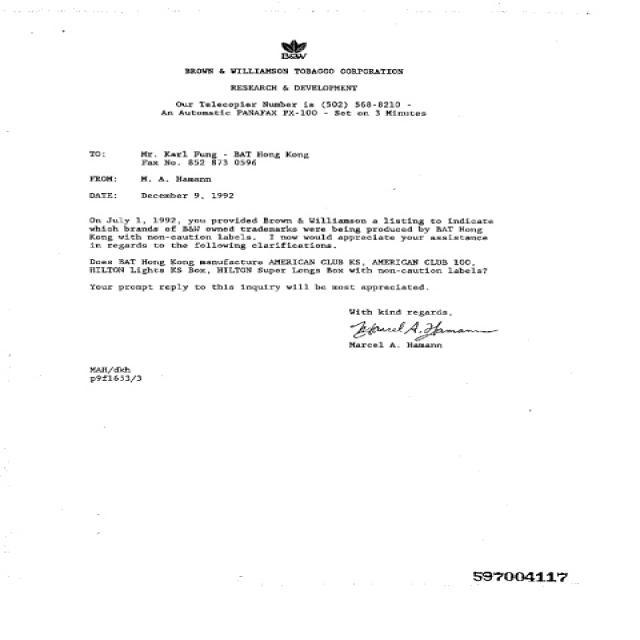 B&W
BROWN & WILLIAMSON TOBACCO CORPORATION
RESEARCH & DEVELOPMENT
Our Telecopier Number is (502) 568-8210 -
An Automatic PANAFAX PX-100 - Set on 3 Minutes
TO: Mr. Karl Fung - BAT Hong Kong
Fax No. 852 873 0596
FROM: M. A. Hamann
DATE: December 9, 1992
On July 1, 1992, you provided Brown & Williamson a listing to indicate
which brands of B&W owned trademarks were being produced by BAT Hong
Kong with non-caution labels. I now would appreciate your assistance
in regards to the following clarifications.
Does BAT Hong Kong manufacture AMERICAN CLUB KS, AMERICAN CLUB 100,
HILTON Lights KS Box, HILTON Super Longs Box with non-caution labels?
Your prompt reply to this inquiry will be most appreciated.
With kind regards,
Marcel A. Hamann
Marcel A. Hamann
MAH/dkh
p9f1653/3
597004117